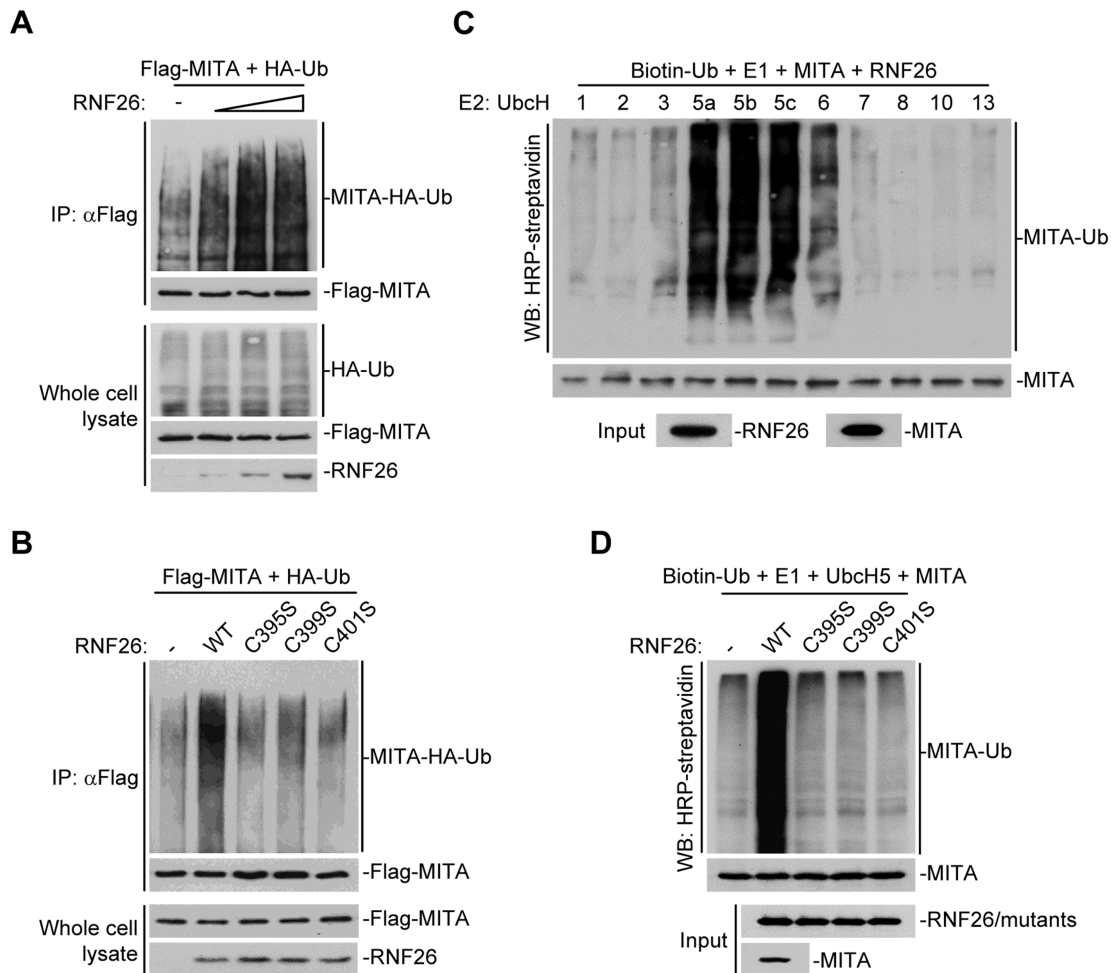 A
Flag-MITA + HA-Ub
RNF26: -
IP: αFlag
-MITA-HA-Ub
-Flag-MITA
Whole cell
lysate
-HA-Ub
-Flag-MITA
-RNF26
C
Biotin-Ub + E1 + MITA + RNF26
E2: UbcH 1 2 3 5a 5b 5c 6 7 8 10 13
WB: HRP-streptavidin
-MITA-Ub
-MITA
Input -RNF26 -MITA
B
Flag-MITA + HA-Ub
RNF26: - WT C395S C399S C401S
IP: αFlag
-MITA-HA-Ub
-Flag-MITA
Whole cell
lysate
-Flag-MITA
-RNF26
D
Biotin-Ub + E1 + UbcH5 + MITA
RNF26: - WT C395S C399S C401S
WB: HRP-streptavidin
-MITA-Ub
-MITA
Input
-RNF26/mutants
-MITA